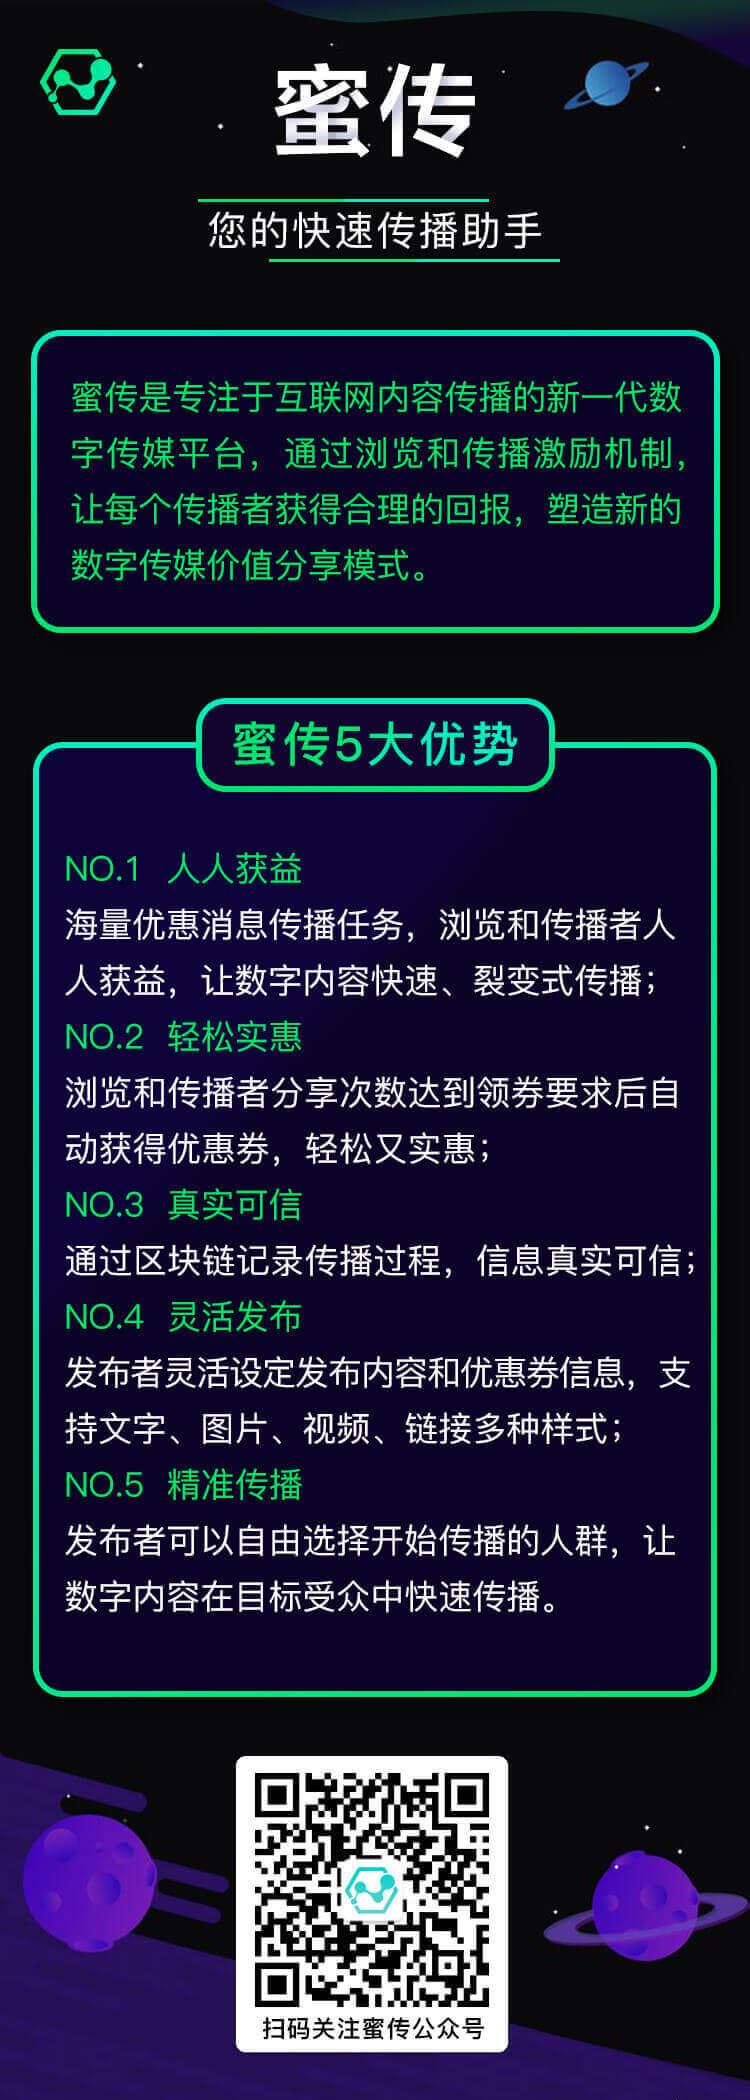 蜜传
您的快速传播助手
蜜传是专注于互联网内容传播的新一代数
字传媒平台，通过浏览和传播激励机制，
让每个传播者获得合理的回报，塑造新的
数字传媒价值分享模式。
蜜传5大优势
NO.1 人人获益
海量优惠消息传播任务，浏览和传播者人
人获益，让数字内容快速、裂变式传播；
NO.2 轻松实惠
浏览和传播者分享次数达到领券要求后自
动获得优惠券，轻松又实惠；
NO.3 真实可信
通过区块链记录传播过程，信息真实可信；
NO.4 灵活发布
发布者灵活设定发布内容和优惠券信息，支
持文字、图片、视频、链接多种样式；
NO.5 精准传播
发布者可以自由选择开始传播的人群，让
数字内容在目标受众中快速传播。
扫码关注蜜传公众号